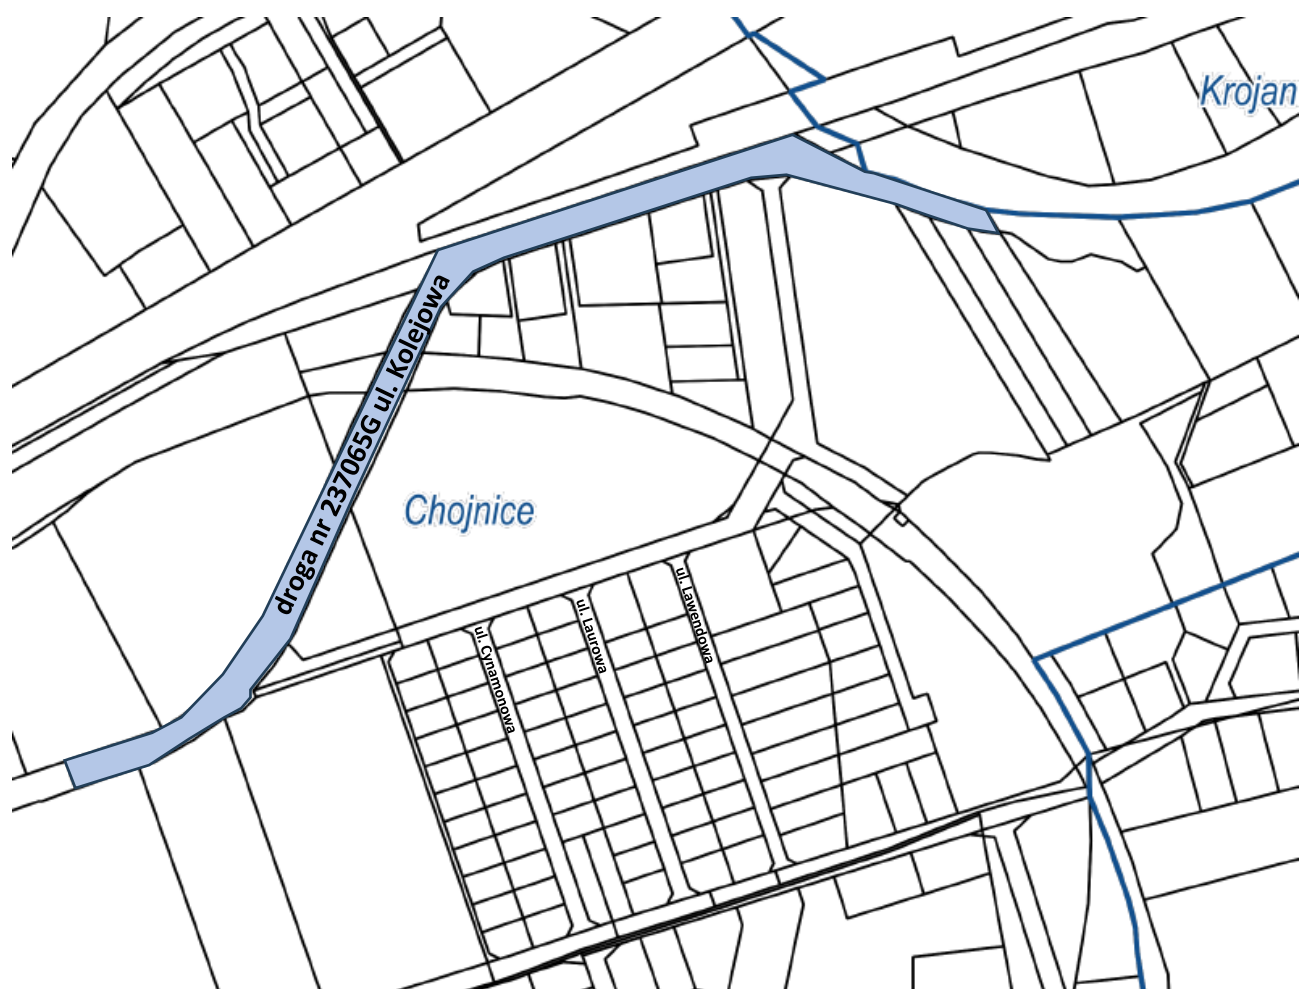 Krojan
droga nr 237065G ul. Kolejowa
Chojnice
ul. Lawendowa
ul. Laurowa
ul. Cynamonowa